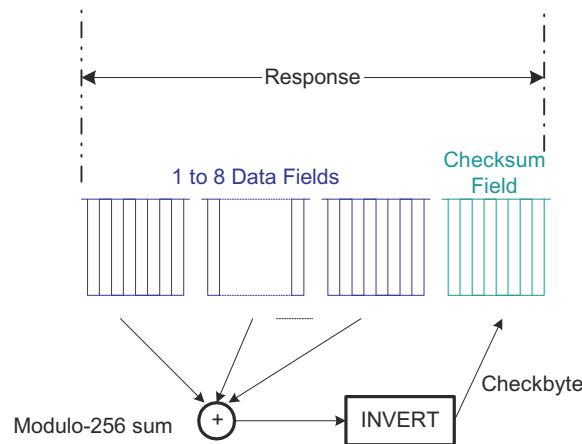 Response
1 to 8 Data Fields
Checksum
Field
Checkbyte
Modulo-256 sum
+
INVERT